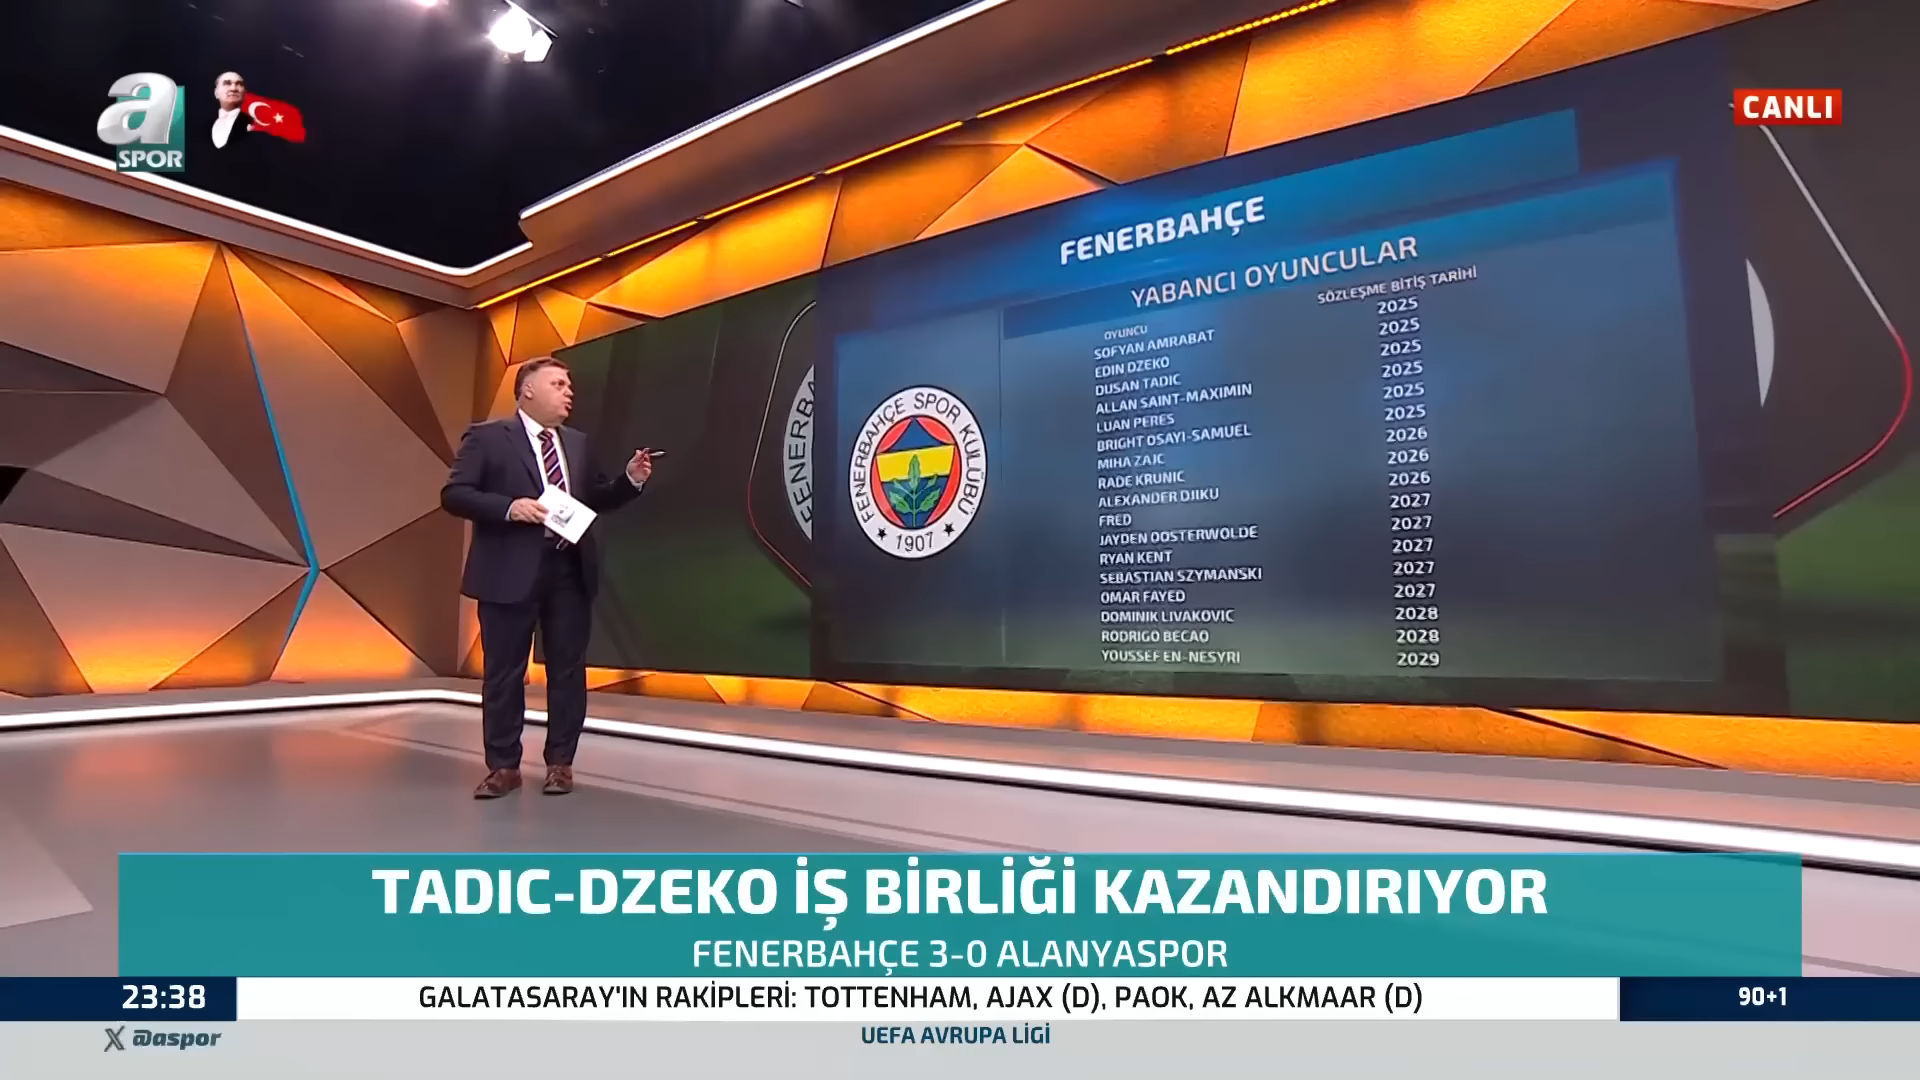 a
SPOR
CANLI
FENERBAHÇE
YABANCI OYUNCULAR
OYUNCU SÖZLEŞME BİTİŞ TARİHİ
SOFYAN AMRABAT 2025
EDIN DZEKO 2025
DUSAN TADIC 2025
ALLAN SAINT-MAXIMIN 2025
LUAN PERES 2025
BRIGHT OSAYI-SAMUEL 2025
MIHA ZAJC 2026
RADE KRUNIC 2026
ALEXANDER DJIKU 2026
FRED 2027
JAYDEN OOSTERWOLDE 2027
RYAN KENT 2027
SEBASTIAN SZYMANSKI 2027
OMAR FAYED 2027
DOMINIK LIVAKOVIC 2028
RODRIGO BECAO 2028
YOUSSEF EN-NESYRI 2029
FENERBAHÇE SPOR KULÜBÜ
1907
FENERBA
TADIC-DZEKO İŞ BİRLİĞİ KAZANDIRIYOR
FENERBAHÇE 3-0 ALANYASPOR
23:38 GALATASARAY'IN RAKİPLERİ: TOTTENHAM, AJAX (D), PAOK, AZ ALKMAAR (D) 90+1
X @aspor UEFA AVRUPA LİGİ